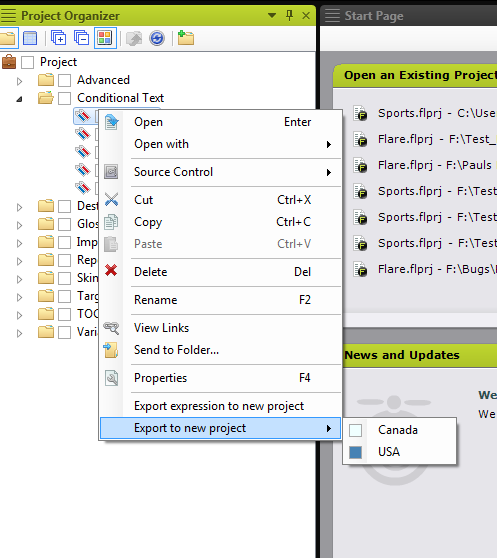 Project Organizer
Project
Advanced
Conditional Text
Dest
Glos
Imp
Rep
Skin
Targ
TOC
Varia
Open Enter
Open with
Source Control
Cut Ctrl+X
Copy Ctrl+C
Paste Ctrl+V
Delete Del
Rename F2
View Links
Send to Folder...
Properties F4
Export expression to new project
Export to new project
Canada
USA
Start Page
Open an Existing Project
Sports.flprj - C:\Use
Flare.flprj - F:\Test_
Flare.flprj - F:\Pauls
Sports.flprj - F:\Test
Sports.flprj - F:\Test
Sports.flprj - F:\Test
Flare.flprj - F:\Bugs\
News and Updates
We
We